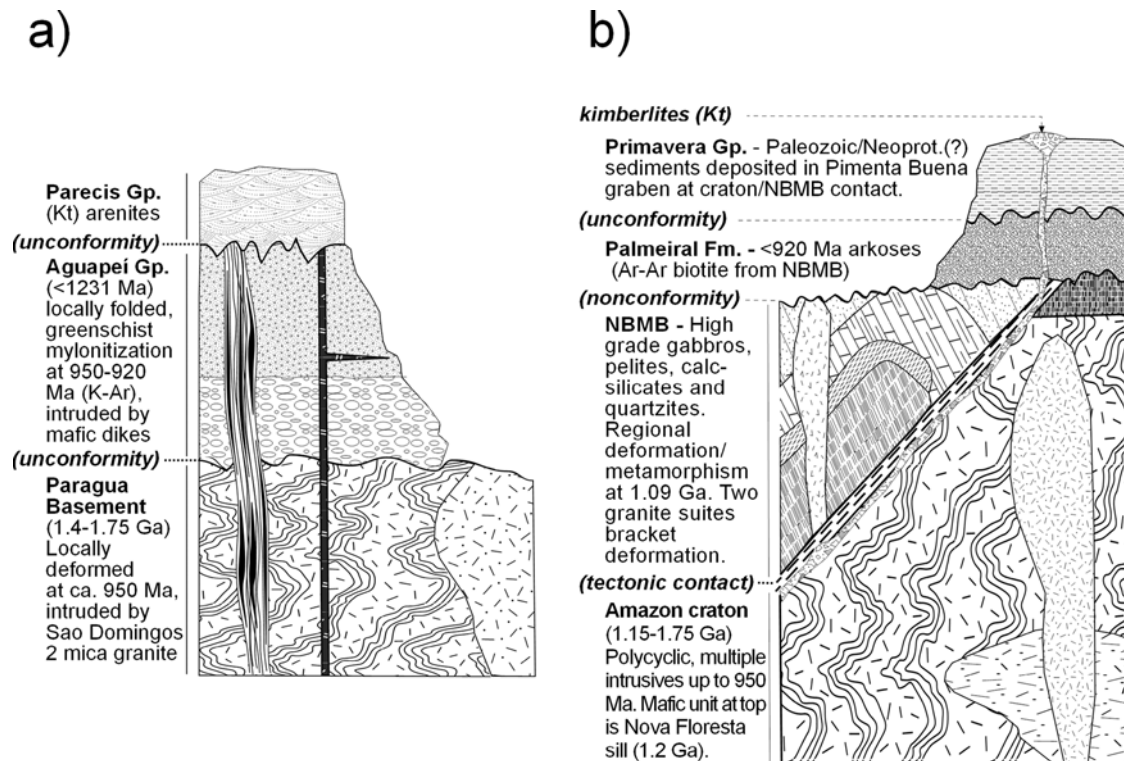 a)
Parecis Gp.
(Kt) arenites
(unconformity)
Aguapeí Gp.
(<1231 Ma)
locally folded,
greenschist
mylonitization
at 950-920
Ma (K-Ar),
intruded by
mafic dikes
(unconformity)
Paragua
Basement
(1.4-1.75 Ga)
Locally
deformed
at ca. 950 Ma,
intruded by
Sao Domingos
2 mica granite
b)
kimberlites (Kt)
Primavera Gp. - Paleozoic/Neoprot.(?)
sediments deposited in Pimenta Buena
graben at craton/NBMB contact.
(unconformity)
Palmeiral Fm. - <920 Ma arkoses
(Ar-Ar biotite from NBMB)
(nonconformity)
NBMB - High
grade gabbros,
pelites, calc-
silicates and
quartzites.
Regional
deformation/
metamorphism
at 1.09 Ga. Two
granite suites
bracket
deformation.
(tectonic contact)
Amazon craton
(1.15-1.75 Ga)
Polycyclic, multiple
intrusives up to 950
Ma. Mafic unit at top
is Nova Floresta
sill (1.2 Ga).